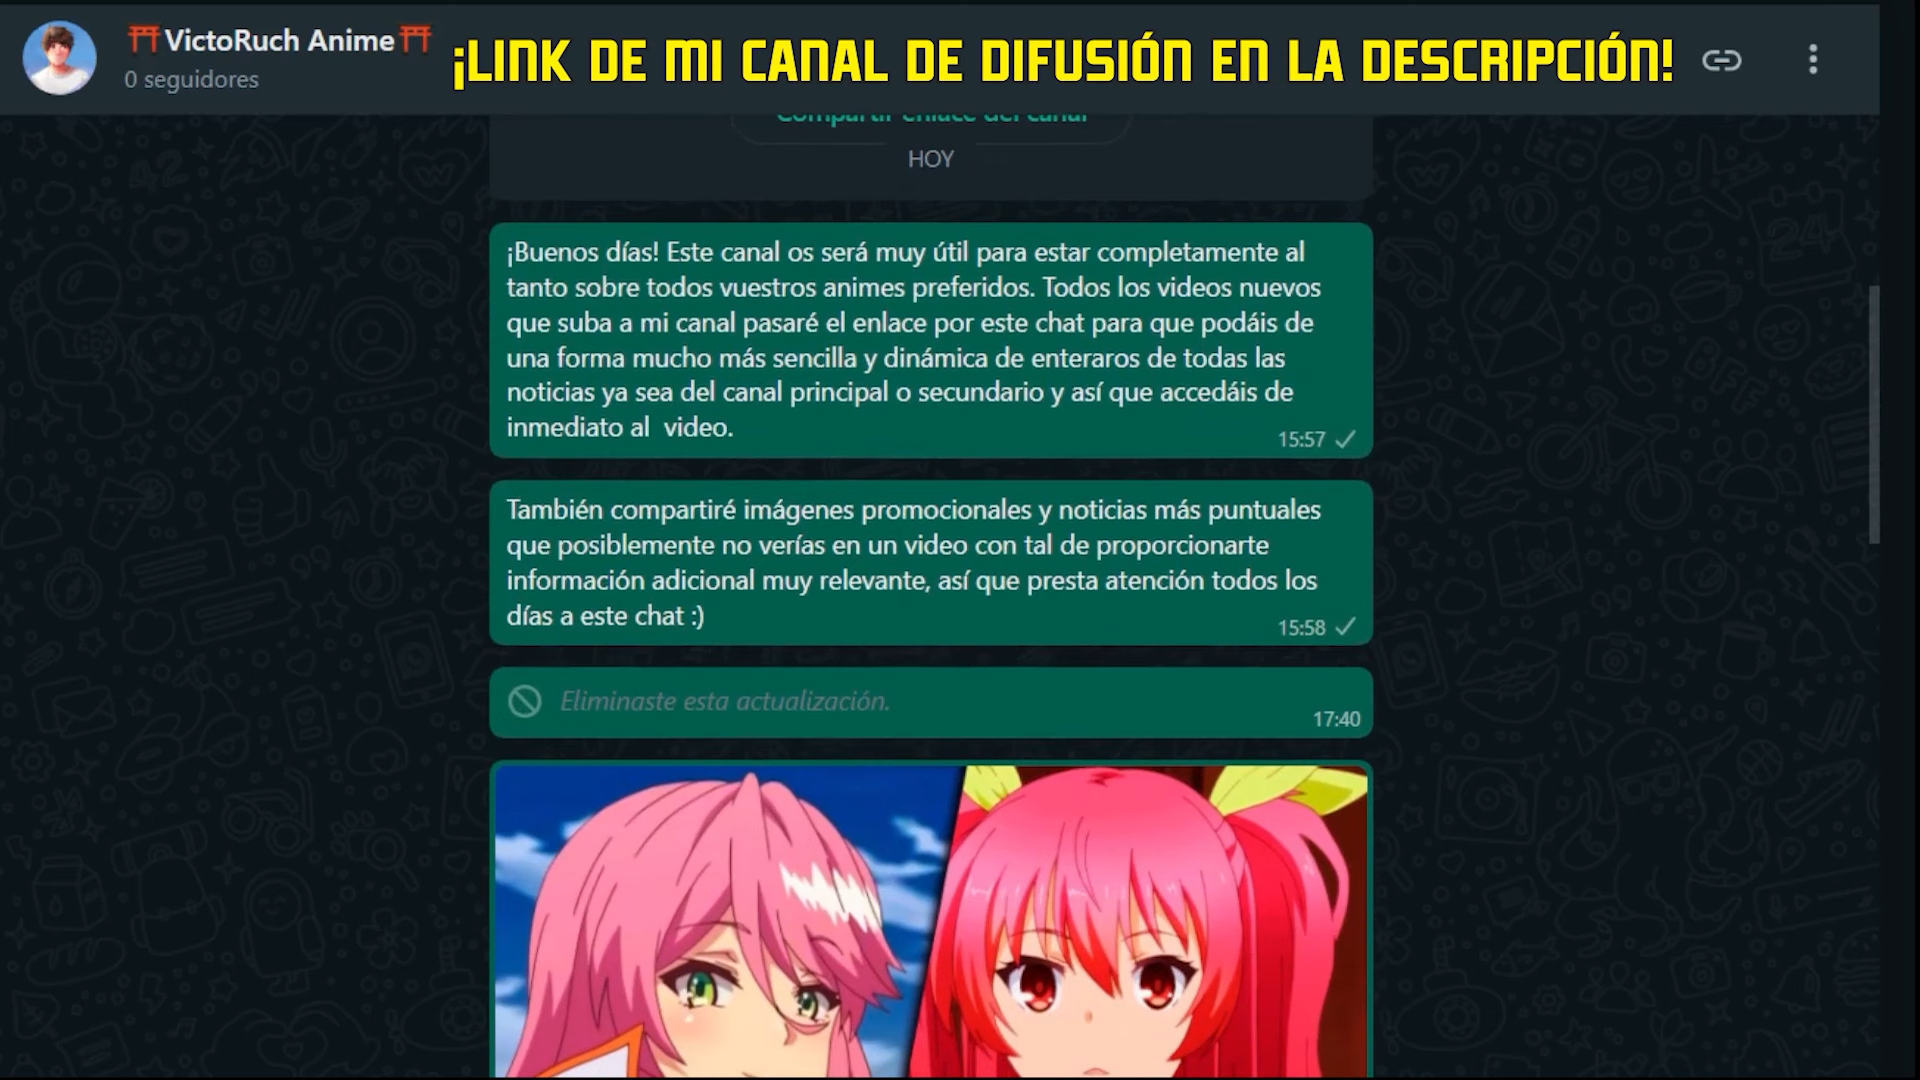 ⛩VictoRuch Anime⛩
0 seguidores
¡LINK DE MI CANAL DE DIFUSIÓN EN LA DESCRIPCIÓN!
Compartir enlace del canal
HOY
¡Buenos días! Este canal os será muy útil para estar completamente al
tanto sobre todos vuestros animes preferidos. Todos los videos nuevos
que suba a mi canal pasaré el enlace por este chat para que podáis de
una forma mucho más sencilla y dinámica de enteraros de todas las
noticias ya sea del canal principal o secundario y así que accedáis de
inmediato al  video.
15:57
También compartiré imágenes promocionales y noticias más puntuales
que posiblemente no verías en un video con tal de proporcionarte
información adicional muy relevante, así que presta atención todos los
días a este chat :)
15:58
Eliminaste esta actualización.
17:40